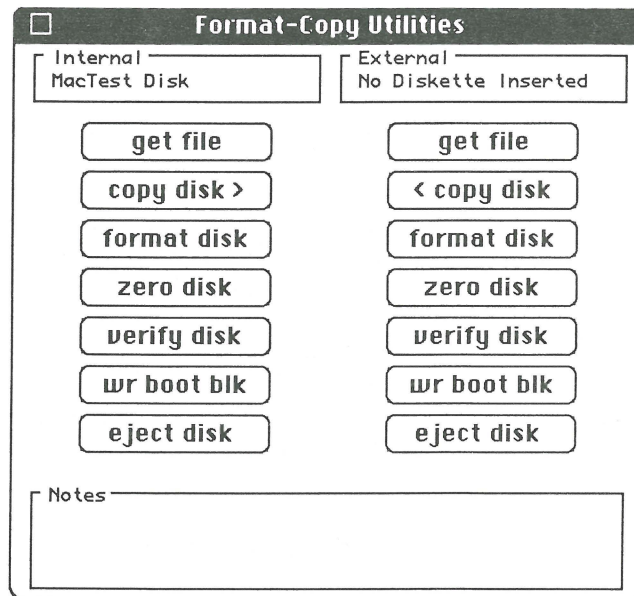 Format-Copy Utilities
Internal
MacTest Disk
External
No Diskette Inserted
get file
copy disk >
format disk
zero disk
verify disk
wr boot blk
eject disk
get file
< copy disk
format disk
zero disk
verify disk
wr boot blk
eject disk
Notes